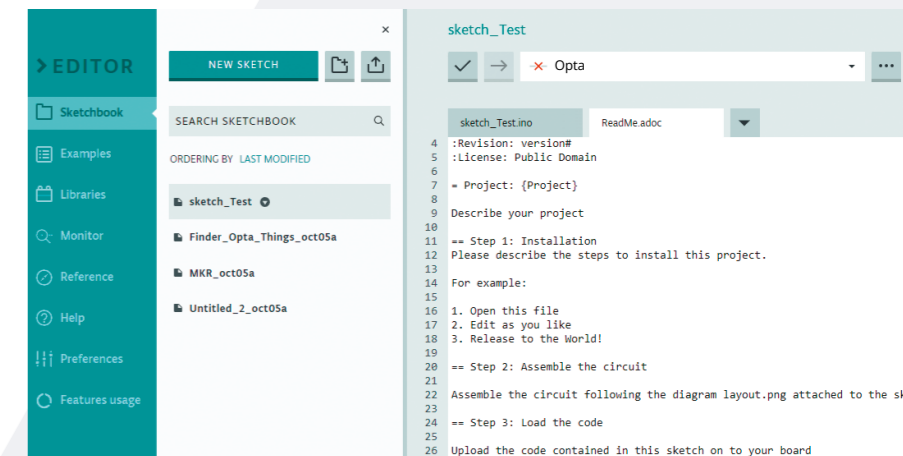 >EDITOR
Sketchbook
Examples
Libraries
Monitor
Reference
Help
Preferences
Features usage
×
NEW SKETCH
SEARCH SKETCHBOOK
ORDERING BY LAST MODIFIED
sketch_Test
Finder_Opta_Things_oct05a
MKR_oct05a
Untitled_2_oct05a
sketch_Test
Opta
sketch_Test.ino ReadMe.adoc
4 :Revision: version#
5 :License: Public Domain
6
7 = Project: {Project}
8
9 Describe your project
10
11 == Step 1: Installation
12 Please describe the steps to install this project.
13
14 For example:
15
16 1. Open this file
17 2. Edit as you like
18 3. Release to the World!
19
20 == Step 2: Assemble the circuit
21
22 Assemble the circuit following the diagram layout.png attached to the sk
23
24 == Step 3: Load the code
25
26 Upload the code contained in this sketch on to your board